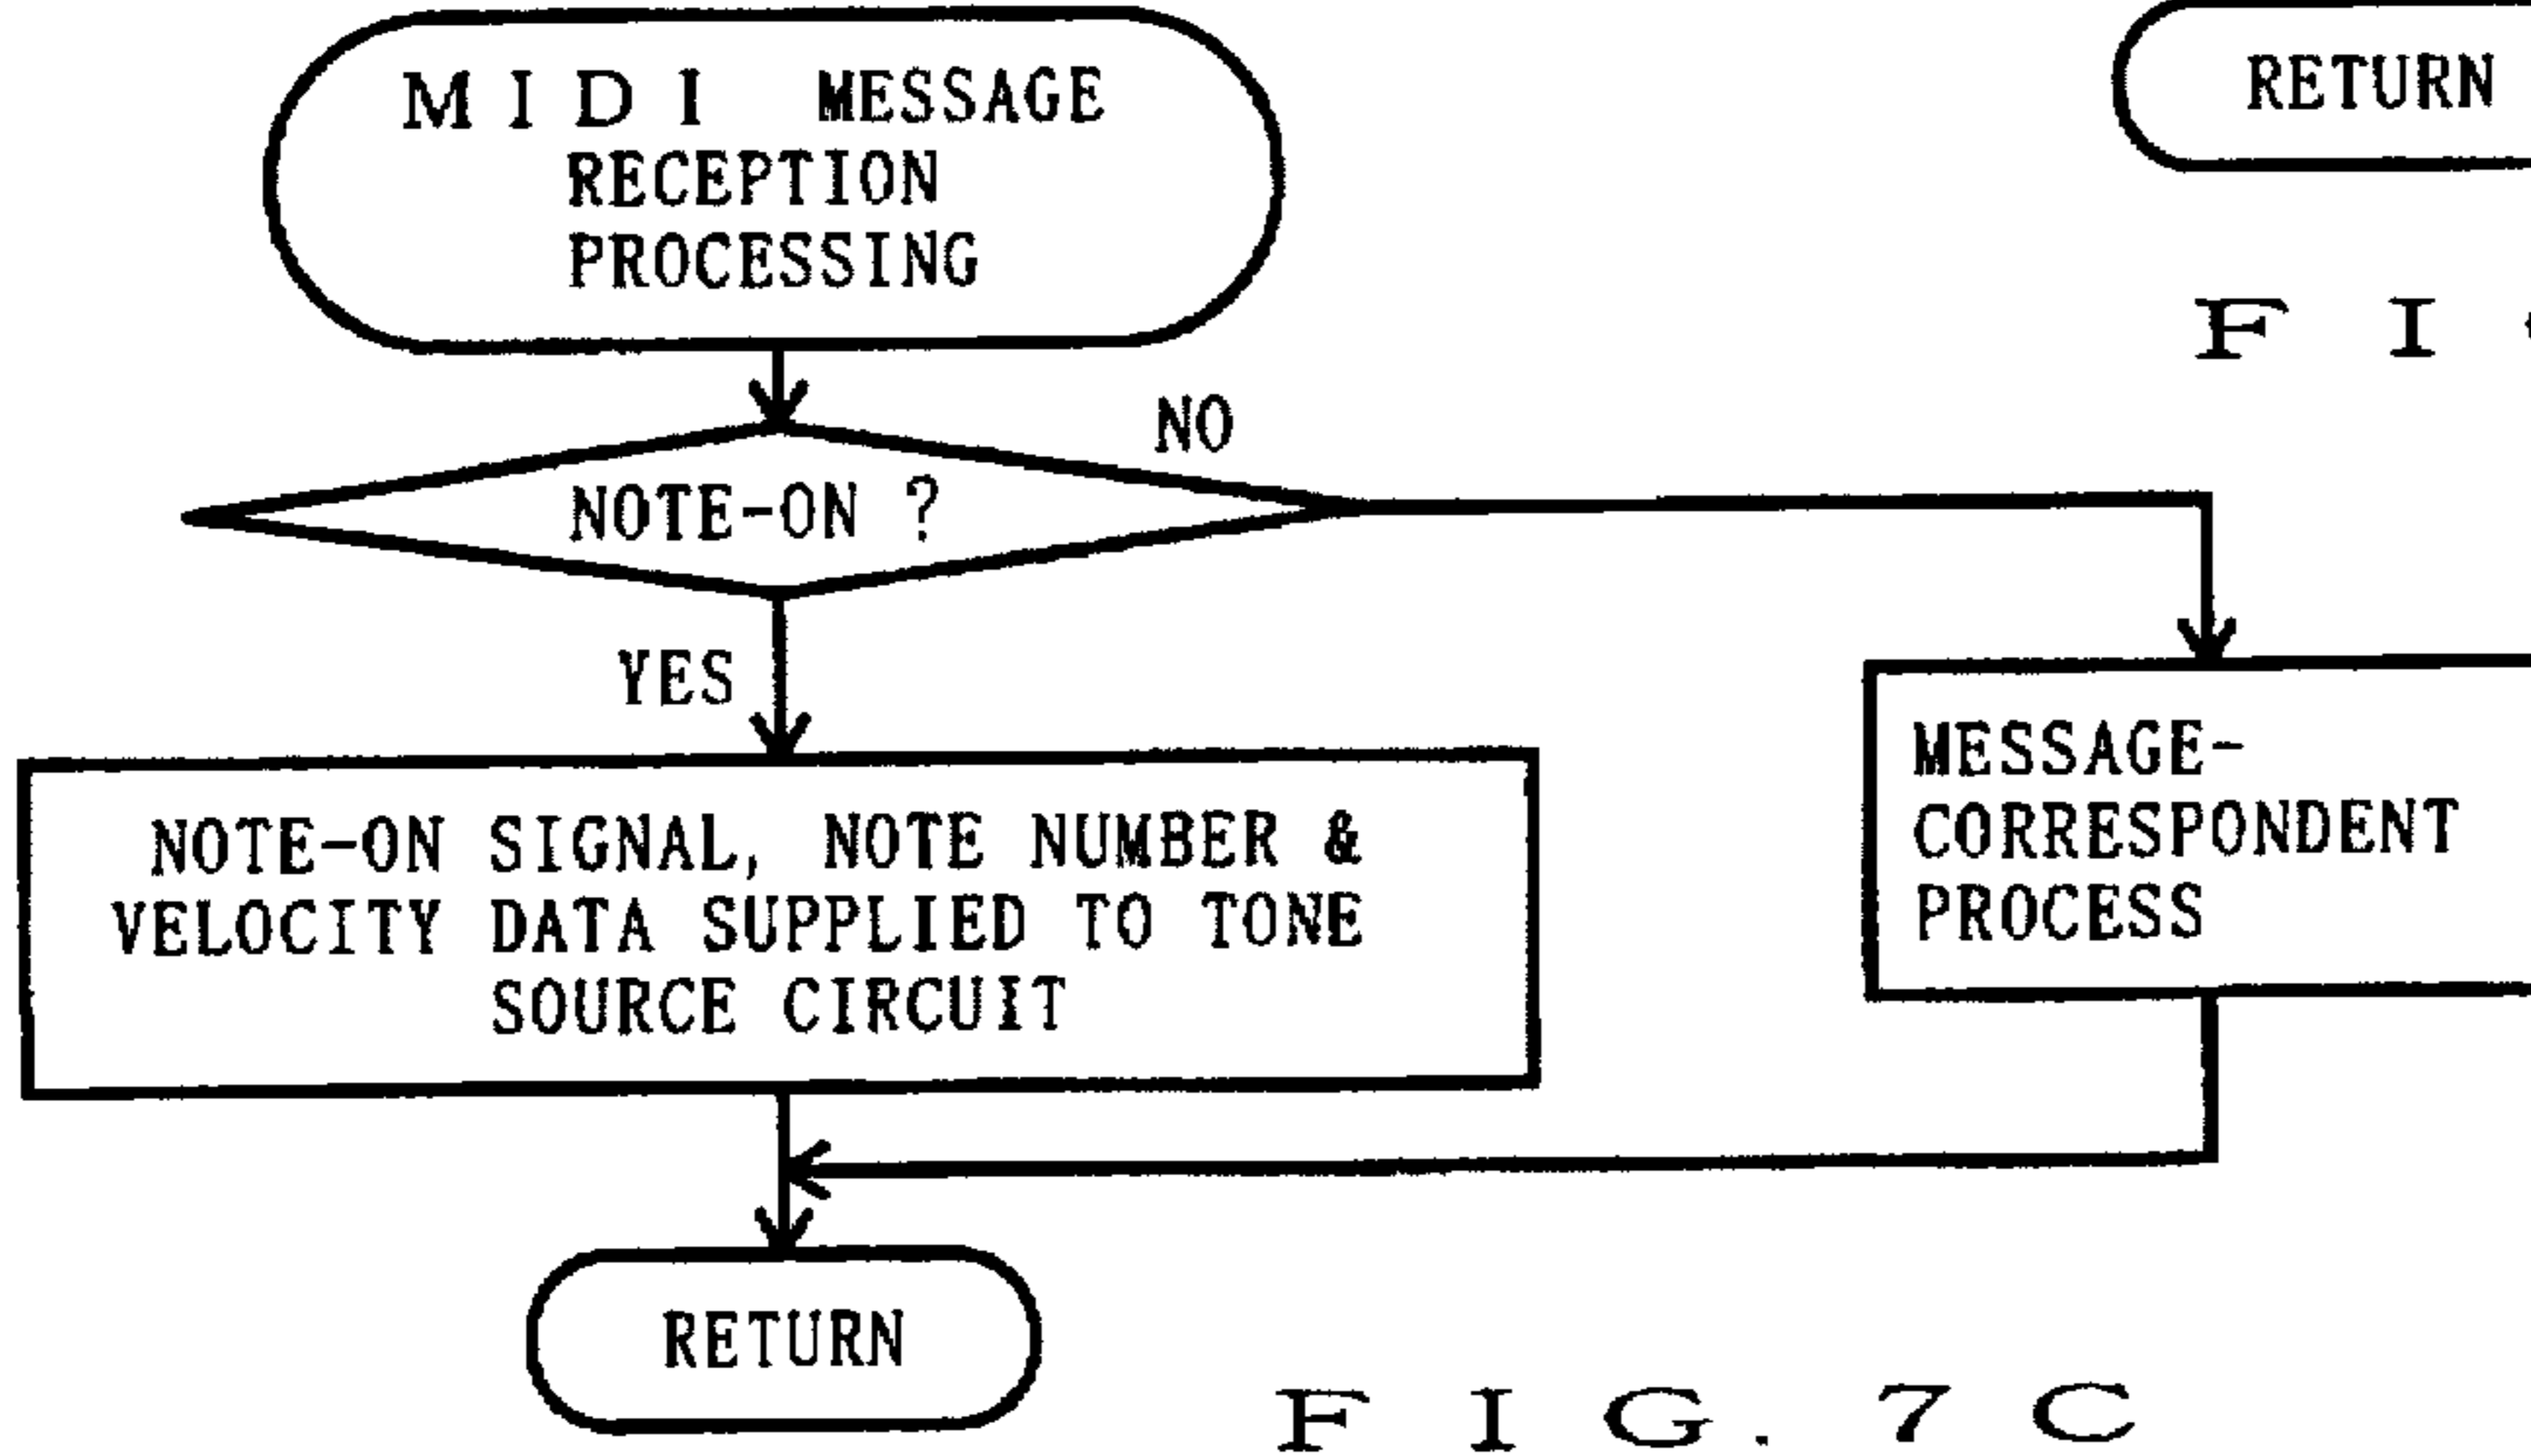 MIDI MESSAGE
RECEPTION
PROCESSING
RETURN
NO
NOTE-ON ?
YES
NOTE-ON SIGNAL, NOTE NUMBER &
VELOCITY DATA SUPPLIED TO TONE
SOURCE CIRCUIT
MESSAGE-
CORRESPONDENT
PROCESS
RETURN
FIG. 7C